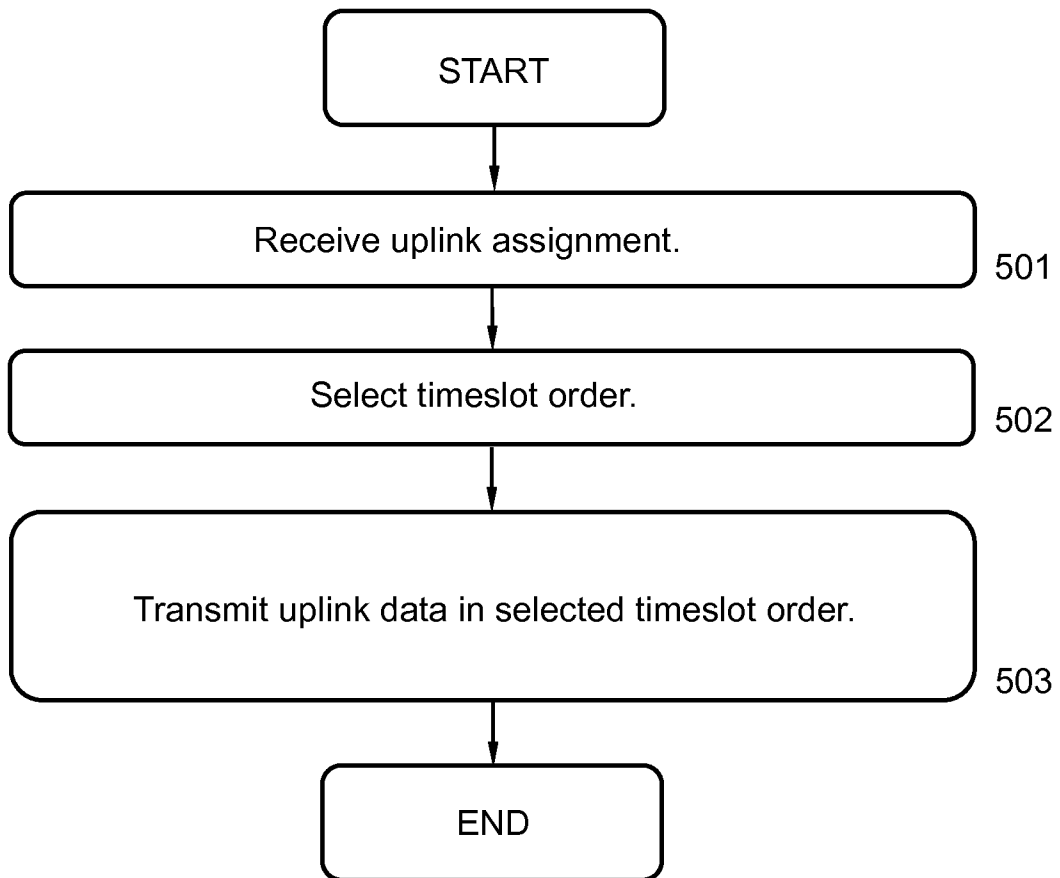 START
Receive uplink assignment.
501
Select timeslot order.
502
Transmit uplink data in selected timeslot order.
503
END